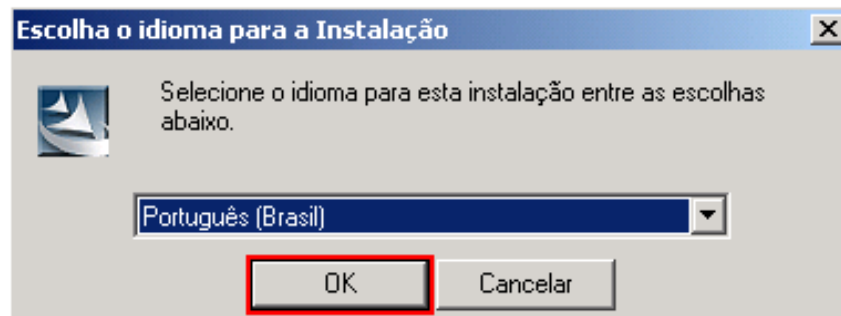 Escolha o idioma para a Instalação
Selecione o idioma para esta instalação entre as escolhas
abaixo.
Português (Brasil)
OK
Cancelar